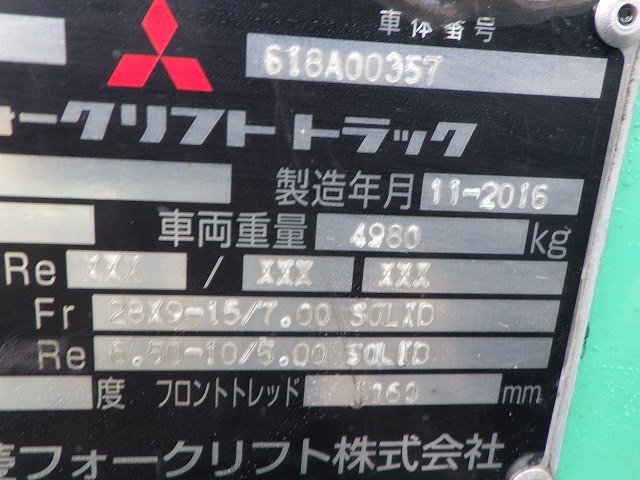 車体番号
618A00357
ォークリフトトラック
製造年月 11-2016
車両重量 4980 kg
Re XXX / XXX XXX
Fr 28X9-15/7.00 SOLID
Re 6.50-10/5.00 SOLID
度 フロントトレッド 1060 mm
菱フォークリフト株式会社